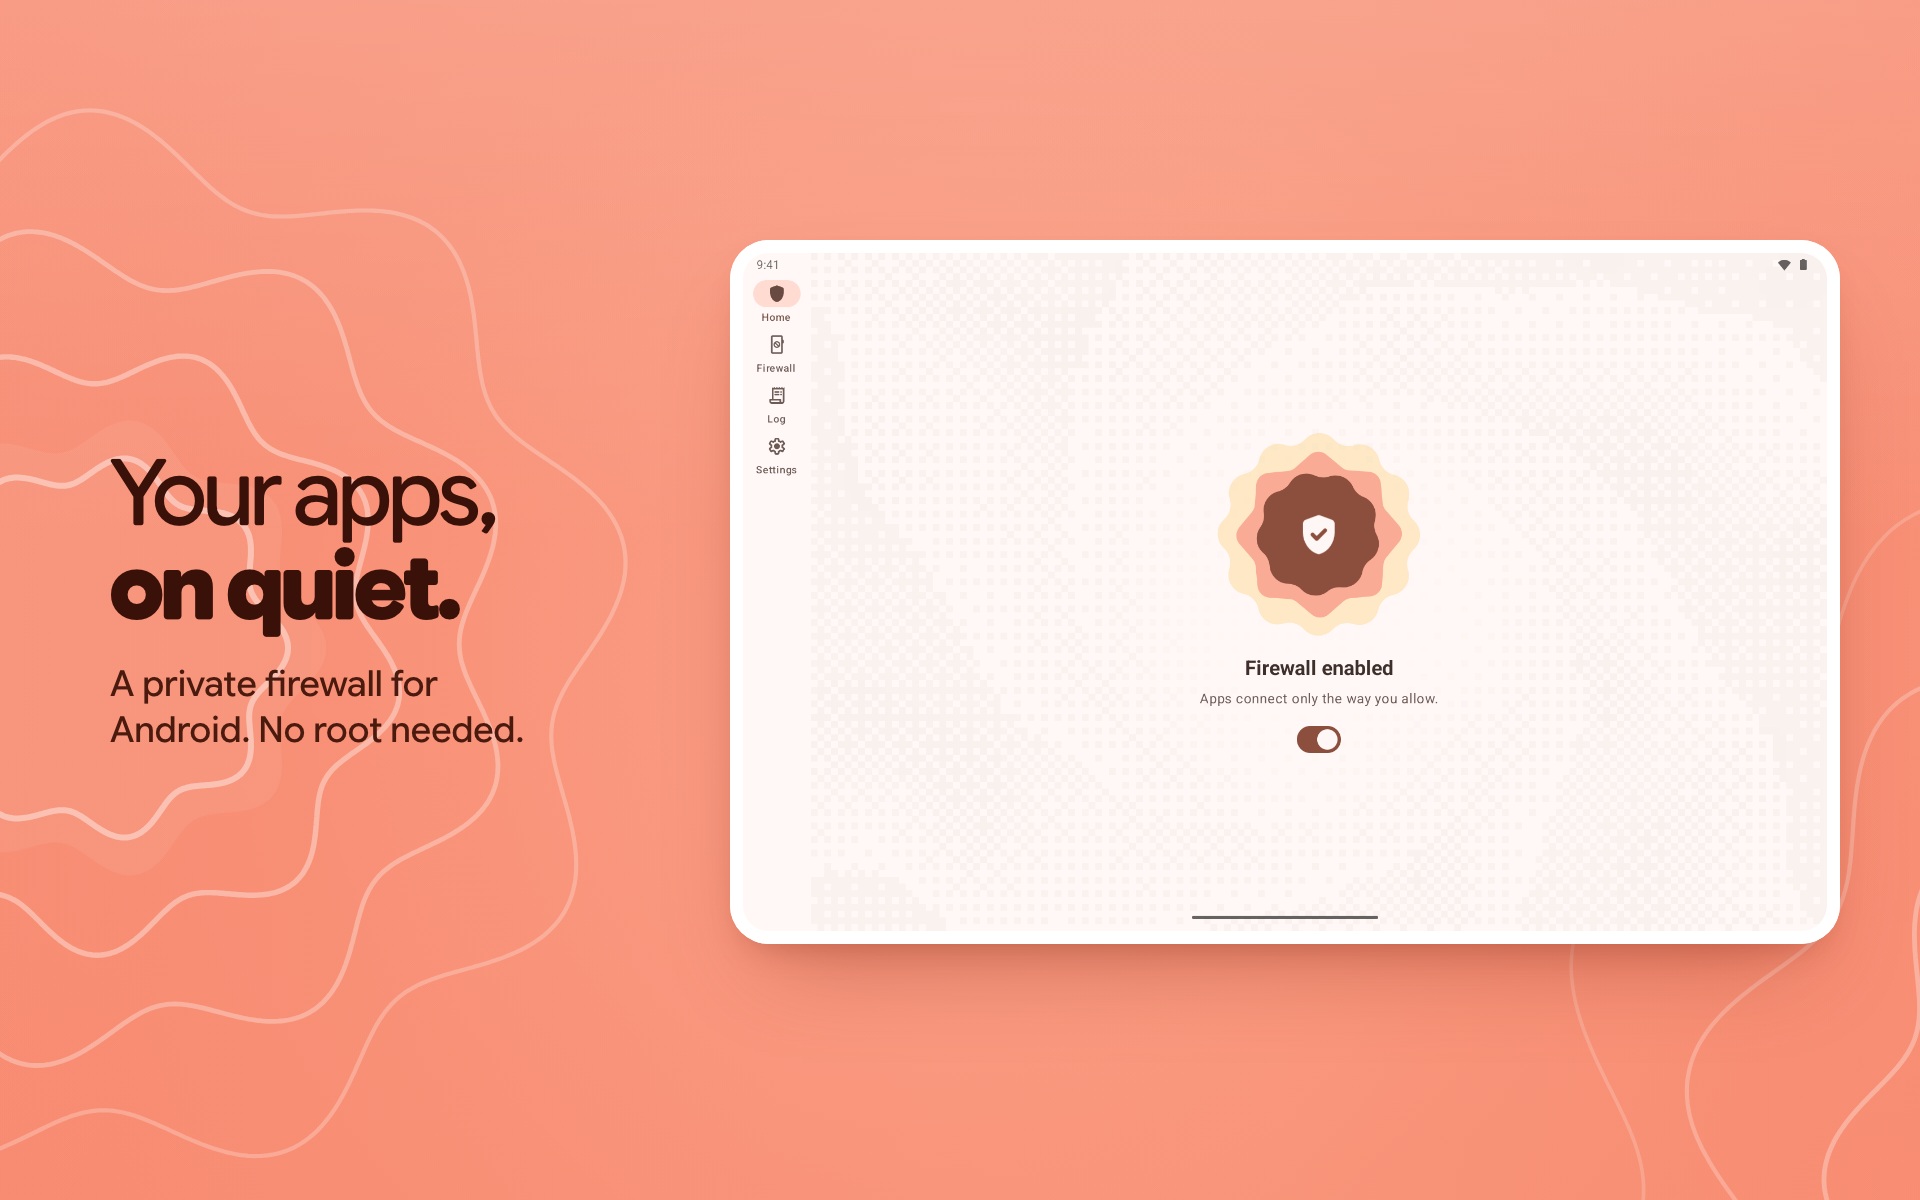 Your apps,
on quiet.
A private firewall for
Android. No root needed.
9:41
Home
Firewall
Log
Settings
Firewall enabled
Apps connect only the way you allow.